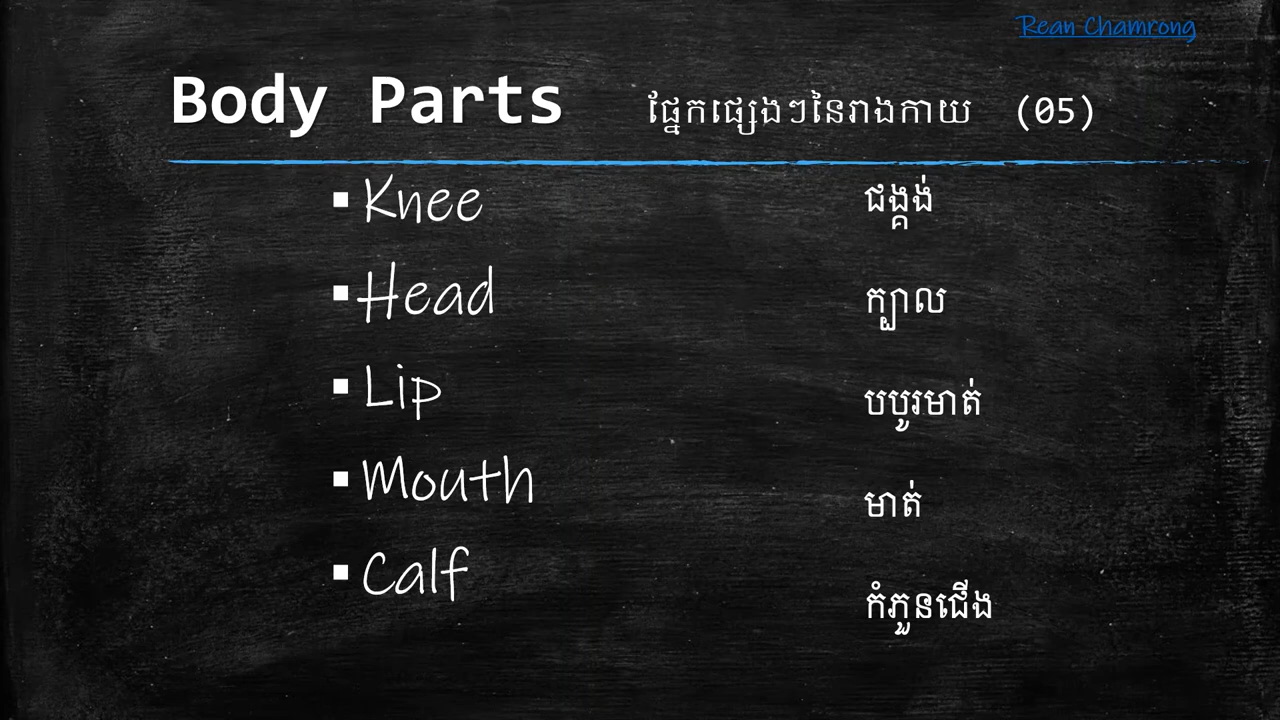 Rean Chamrong
Body Parts ផ្នែកផ្សេងៗនៃរាងកាយ (05)
▪ Knee ជង្គង់
▪ Head ក្បាល
▪ Lip បបូរមាត់
▪ Mouth មាត់
▪ Calf កំភួនជើង